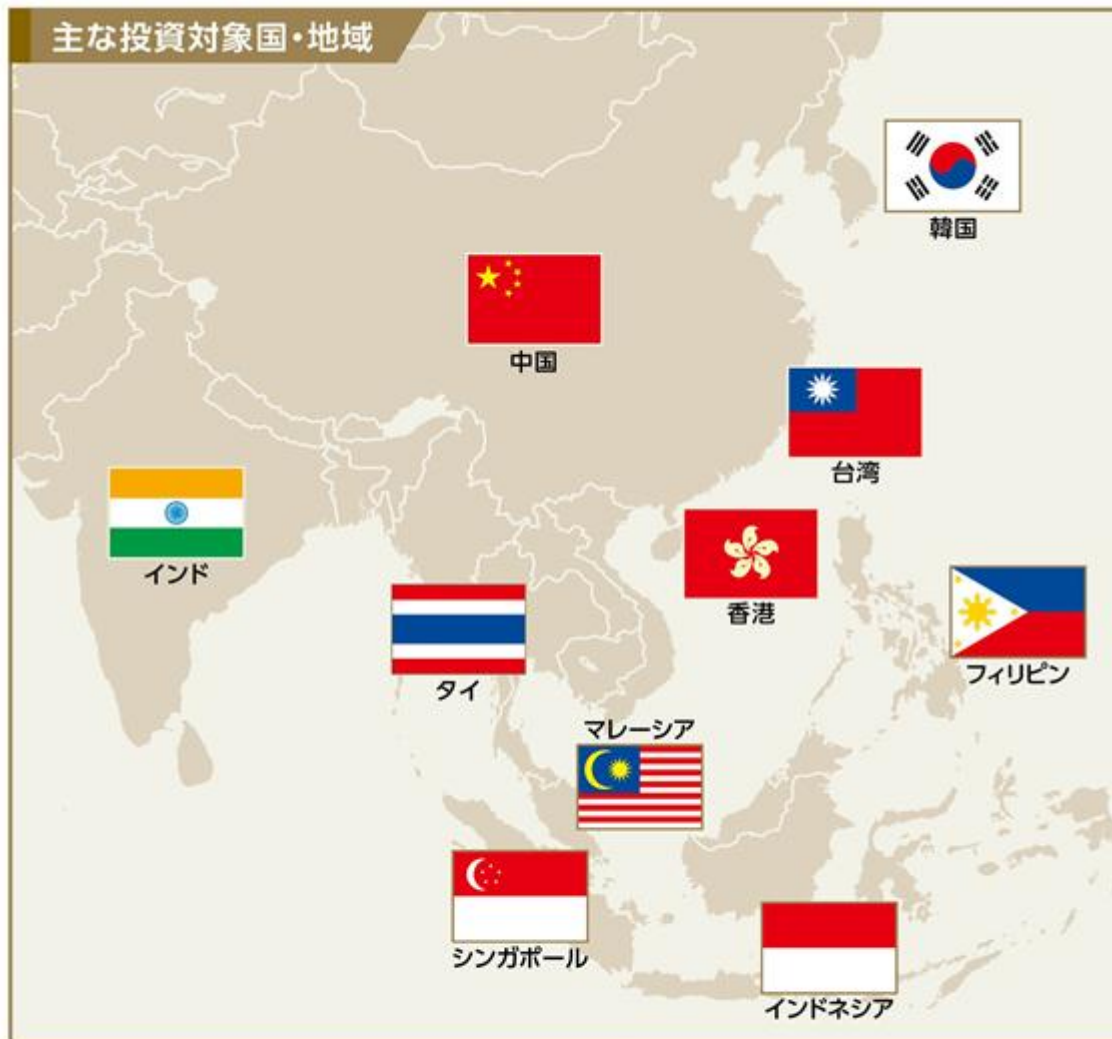 主な投資対象国・地域
韓国
中国
台湾
インド
香港
フィリピン
タイ
マレーシア
シンガポール
インドネシア